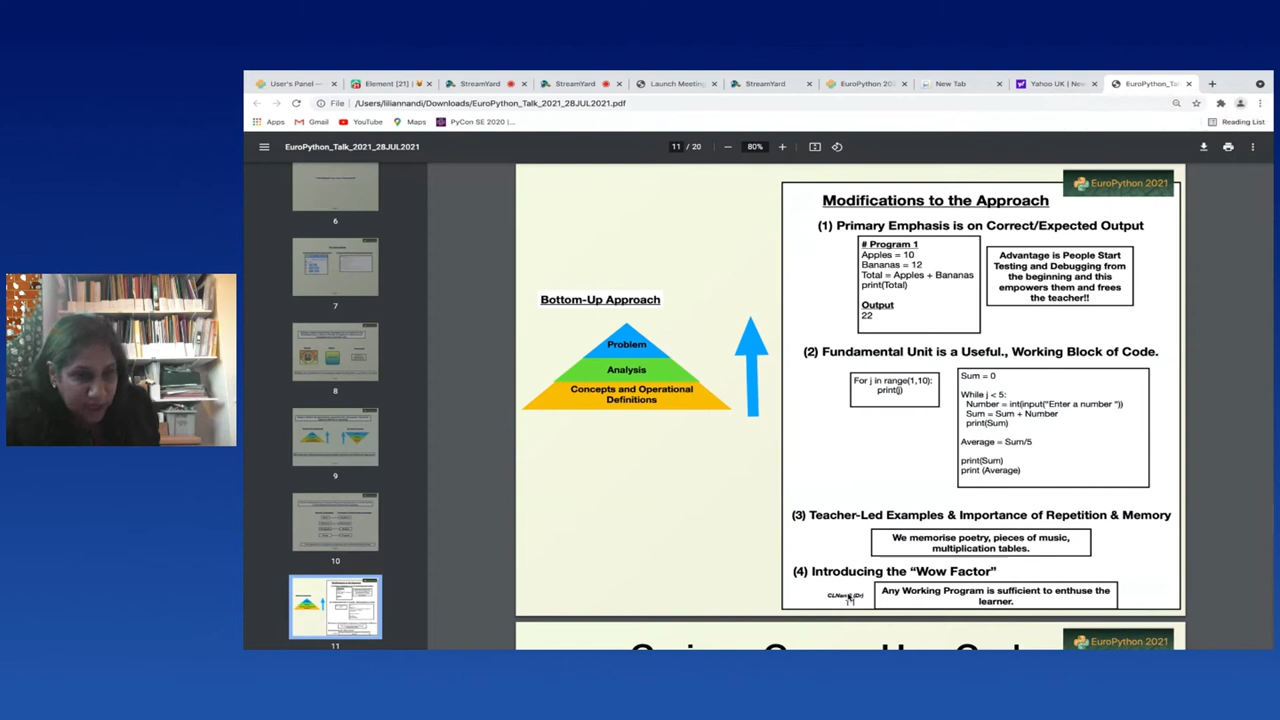 User's Panel —
Element [21] |
StreamYard
StreamYard
Launch Meeting
StreamYard
EuroPython 202
New Tab
Yahoo UK | New
EuroPython_Ta
File | /Users/liliannandi/Downloads/EuroPython_Talk_2021_28JUL2021.pdf
Apps Gmail YouTube Maps PyCon SE 2020 |... Reading List
EuroPython_Talk_2021_28JUL2021 11 / 20 80%
6
7
8
9
10
11
EuroPython 2021
Modifications to the Approach
(1) Primary Emphasis is on Correct/Expected Output
# Program 1
Apples = 10
Bananas = 12
Total = Apples + Bananas
print(Total)
Output
22
Advantage is People Start
Testing and Debugging from
the beginning and this
empowers them and frees
the teacher!!
Bottom-Up Approach
Problem
Analysis
Concepts and Operational
Definitions
(2) Fundamental Unit is a Useful., Working Block of Code.
For j in range(1,10):
print(j)
Sum = 0
While j < 5:
Number = int(input("Enter a number "))
Sum = Sum + Number
print(Sum)
Average = Sum/5
print(Sum)
print (Average)
(3) Teacher-Led Examples & Importance of Repetition & Memory
We memorise poetry, pieces of music,
multiplication tables.
(4) Introducing the “Wow Factor”
Any Working Program is sufficient to enthuse the
learner.
EuroPython 2021